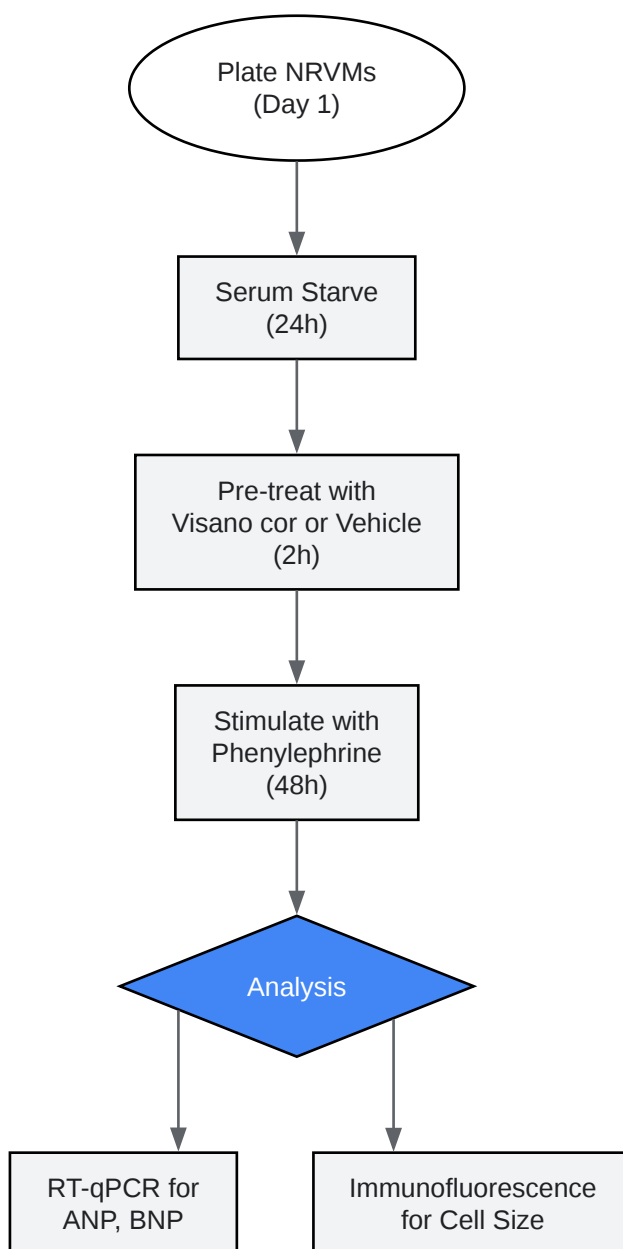 Plate NRVMs
(Day 1)
Serum Starve
(24h)
Pre-treat with
Visano cor or Vehicle
(2h)
Stimulate with
Phenylephrine
(48h)
Analysis
RT-qPCR for
ANP, BNP
Immunofluorescence
for Cell Size